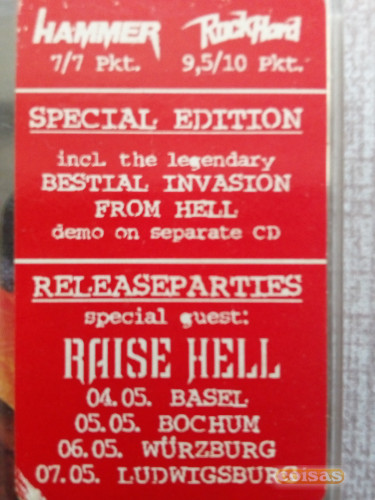 HAMMER RockHard
7/7 Pkt. 9,5/10 Pkt.
SPECIAL EDITION
incl. the legendary
BESTIAL INVASION
FROM HELL
demo on separate CD
RELEASEPARTIES
special guest:
RAISE HELL
04.05. BASEL
05.05. BOCHUM
06.05. WÜRZBURG
07.05. LUDWIGSBURG
toisas